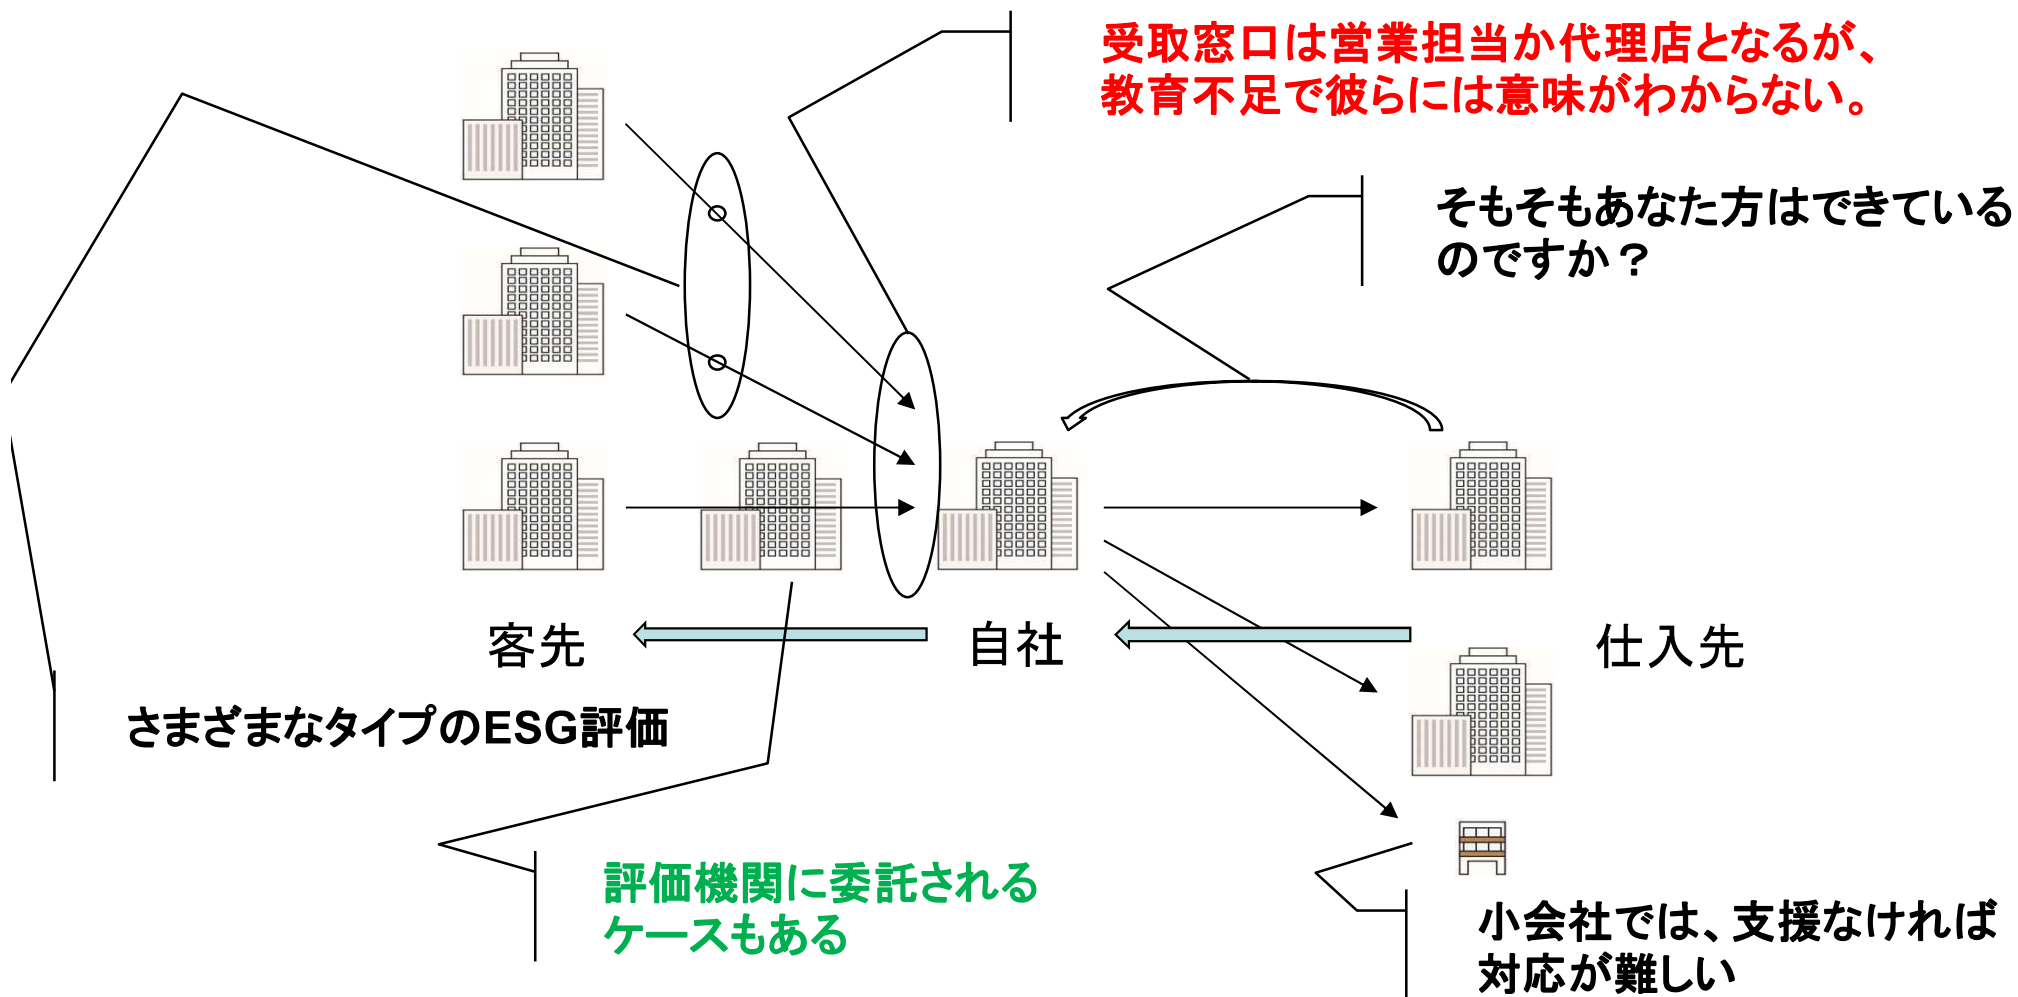 受取窓口は営業担当か代理店となるが、
教育不足で彼らには意味がわからない。
そもそもあなた方はできている
のですか？
客先
自社
仕入先
さまざまなタイプのESG評価
評価機関に委託される
ケースもある
小会社では、支援なければ
対応が難しい